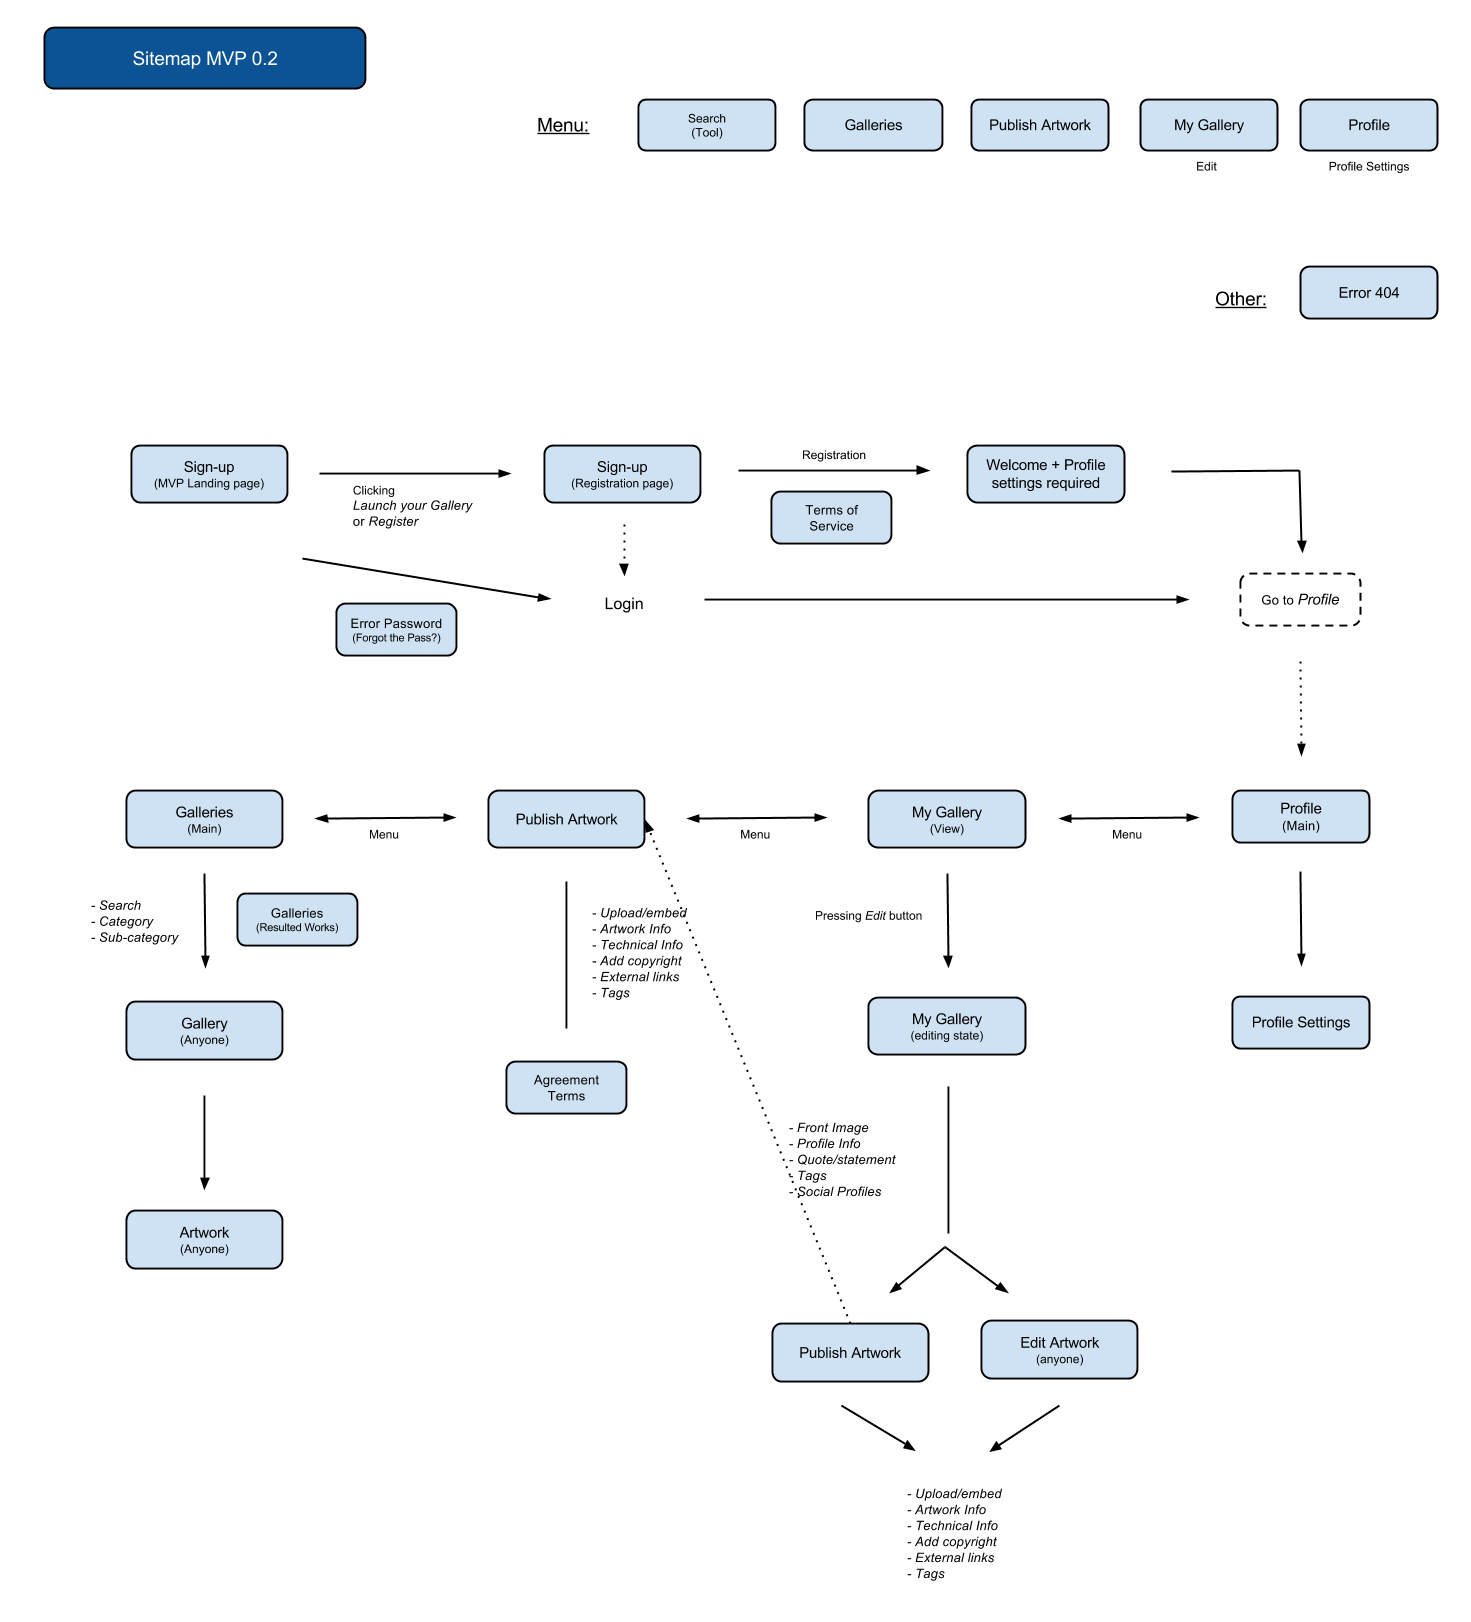 Sitemap MVP 0.2
Menu:
Search
(Tool)
Galleries
Publish Artwork
My Gallery
Profile
Edit
Profile Settings
Other:
Error 404
Sign-up
(MVP Landing page)
Clicking
Launch your Gallery
or Register
Sign-up
(Registration page)
Registration
Terms of
Service
Welcome + Profile
settings required
Error Password
(Forgot the Pass?)
Login
Go to Profile
Galleries
(Main)
Menu
Publish Artwork
Menu
My Gallery
(View)
Menu
Profile
(Main)
- Search
- Category
- Sub-category
Galleries
(Resulted Works)
- Upload/embed
- Artwork Info
- Technical Info
- Add copyright
- External links
- Tags
Pressing Edit button
Gallery
(Anyone)
My Gallery
(editing state)
Profile Settings
Agreement
Terms
- Front Image
- Profile Info
- Quote/statement
- Tags
- Social Profiles
Artwork
(Anyone)
Publish Artwork
Edit Artwork
(anyone)
- Upload/embed
- Artwork Info
- Technical Info
- Add copyright
- External links
- Tags